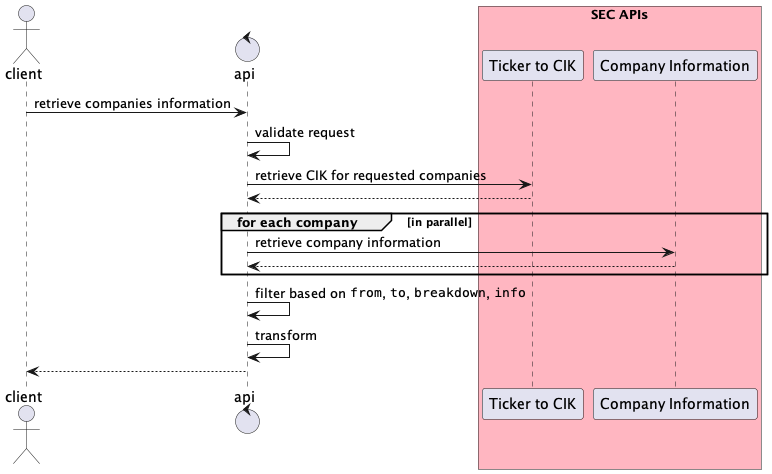 SEC APIs
client
api
Ticker to CIK
Company Information
retrieve companies information
validate request
retrieve CIK for requested companies
for each company [in parallel]
retrieve company information
filter based on from, to, breakdown, info
transform
client
api
Ticker to CIK
Company Information